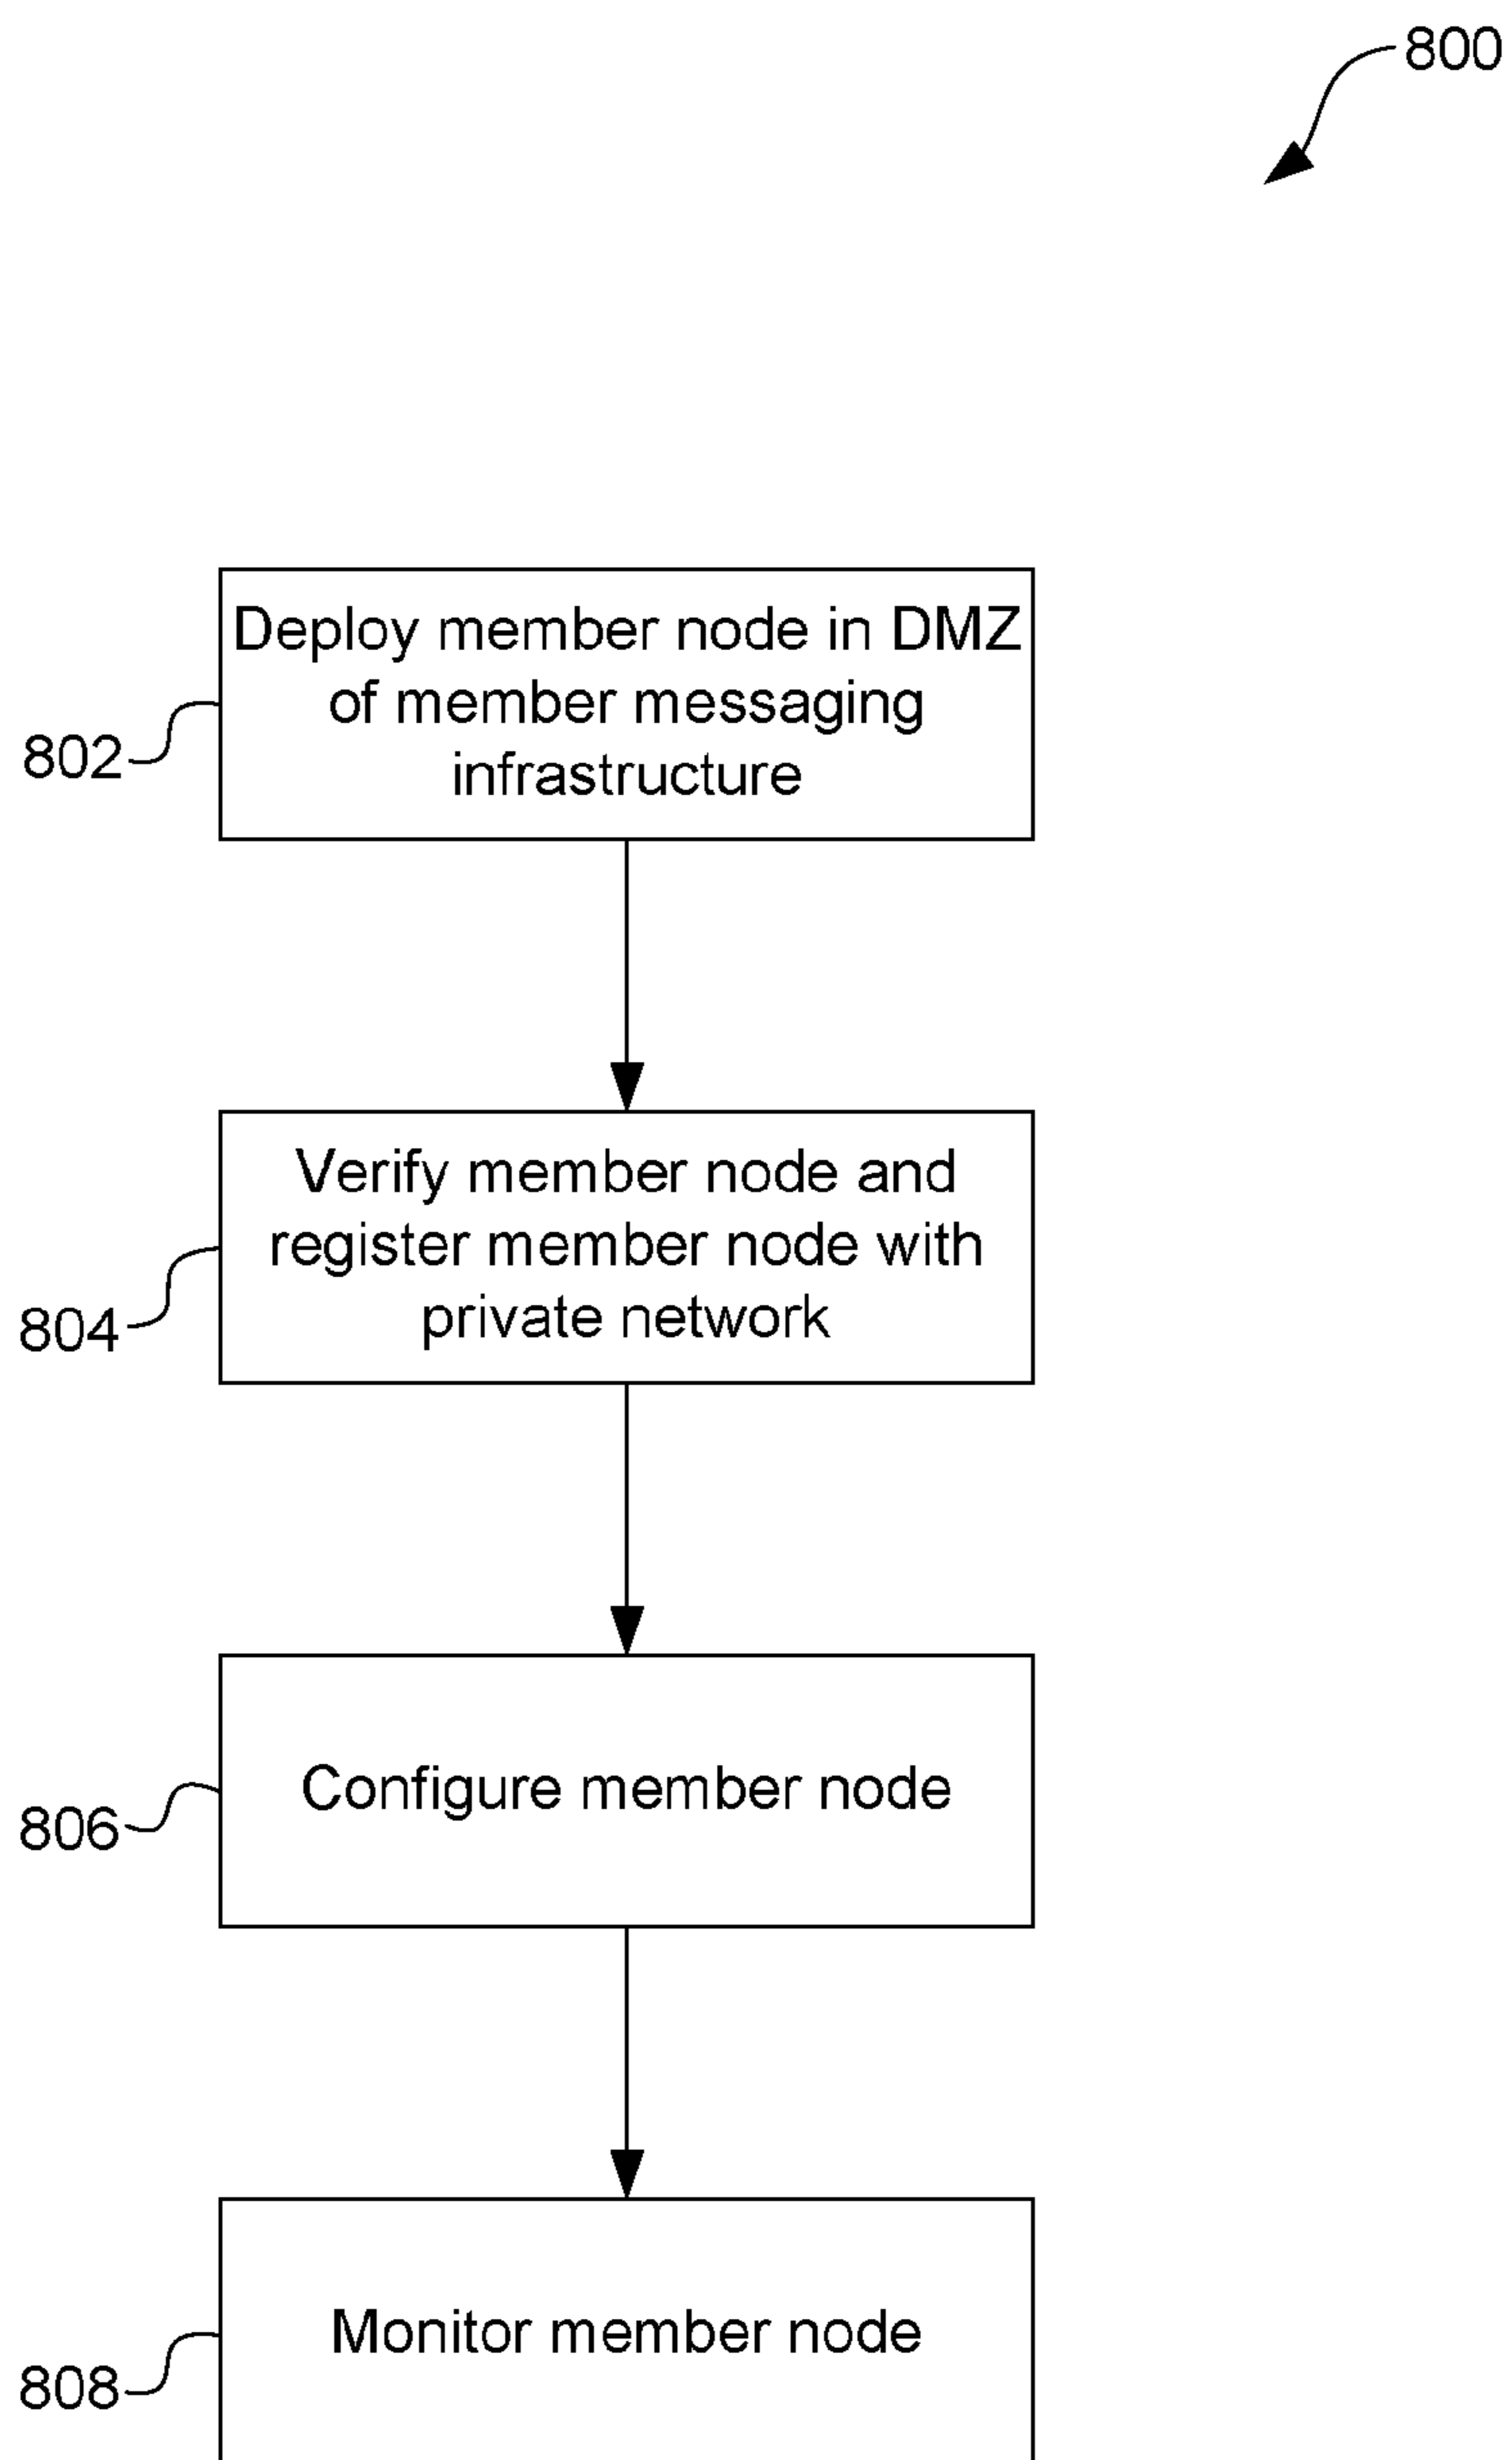 800
Deploy member node in DMZ
of member messaging
infrastructure
802
Verify member node and
register member node with
private network
804
Configure member node
806
Monitor member node
808